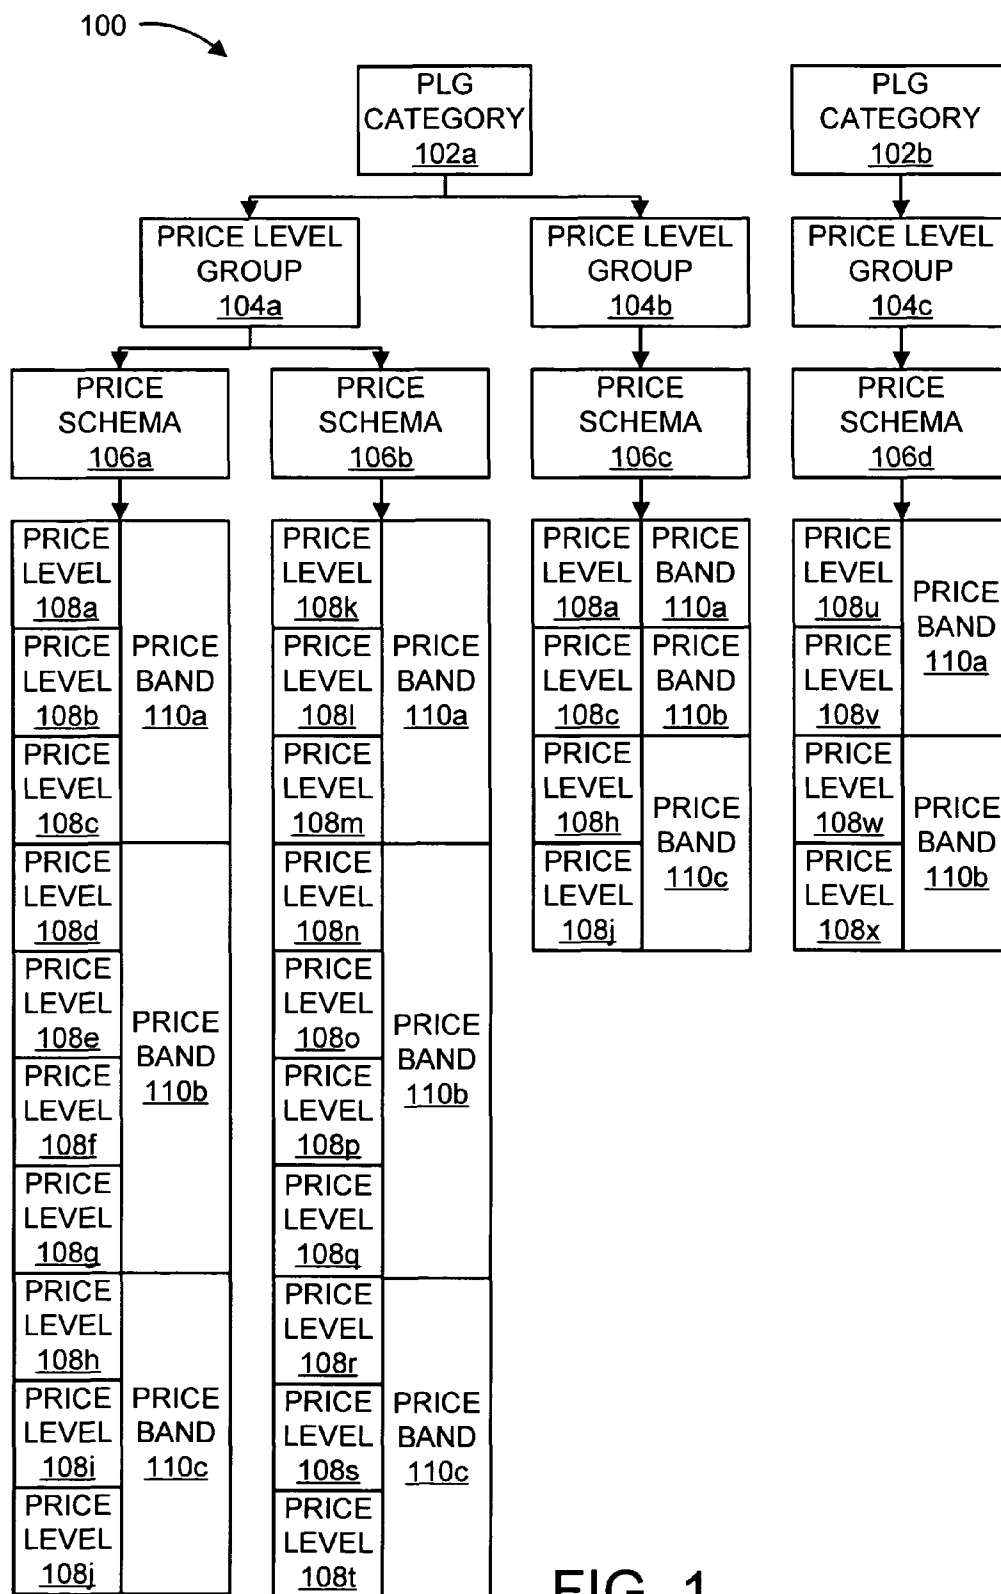 100
PLG
CATEGORY
102a
PLG
CATEGORY
102b
PRICE LEVEL
GROUP
104a
PRICE LEVEL
GROUP
104b
PRICE LEVEL
GROUP
104c
PRICE
SCHEMA
106a
PRICE
SCHEMA
106b
PRICE
SCHEMA
106c
PRICE
SCHEMA
106d
PRICE
LEVEL
108a
PRICE
LEVEL
108b
PRICE
LEVEL
108c
PRICE
BAND
110a
PRICE
LEVEL
108d
PRICE
LEVEL
108e
PRICE
LEVEL
108f
PRICE
LEVEL
108g
PRICE
BAND
110b
PRICE
LEVEL
108h
PRICE
LEVEL
108i
PRICE
LEVEL
108j
PRICE
BAND
110c
PRICE
LEVEL
108k
PRICE
LEVEL
108l
PRICE
LEVEL
108m
PRICE
BAND
110a
PRICE
LEVEL
108n
PRICE
LEVEL
108o
PRICE
LEVEL
108p
PRICE
LEVEL
108q
PRICE
BAND
110b
PRICE
LEVEL
108r
PRICE
LEVEL
108s
PRICE
LEVEL
108t
PRICE
BAND
110c
PRICE
LEVEL
108a
PRICE
BAND
110a
PRICE
LEVEL
108c
PRICE
BAND
110b
PRICE
LEVEL
108h
PRICE
LEVEL
108j
PRICE
BAND
110c
PRICE
LEVEL
108u
PRICE
LEVEL
108v
PRICE
BAND
110a
PRICE
LEVEL
108w
PRICE
LEVEL
108x
PRICE
BAND
110b
FIG. 1